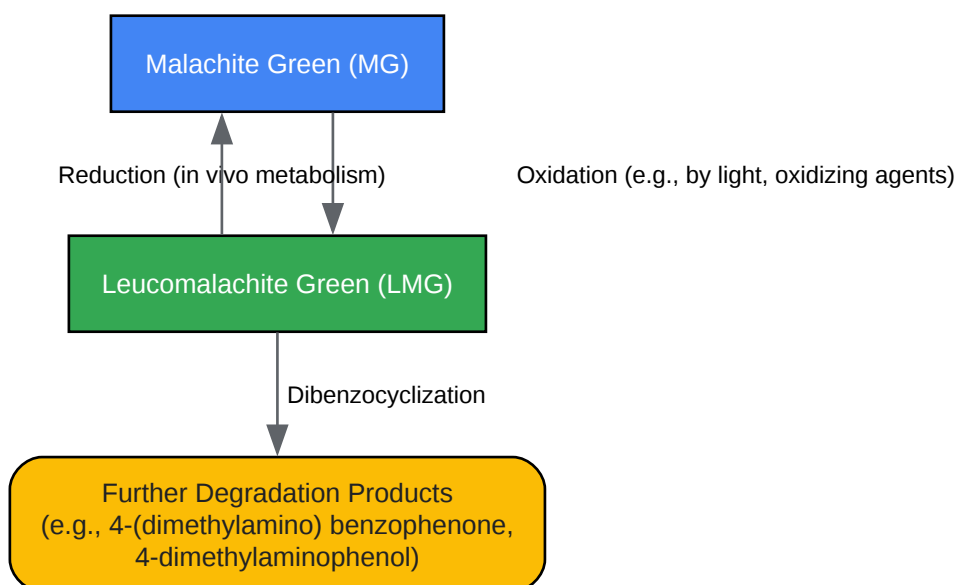 Malachite Green (MG)
Reduction (in vivo metabolism)
Oxidation (e.g., by light, oxidizing agents)
Leucomalachite Green (LMG)
Dibenzocyclization
Further Degradation Products
(e.g., 4-(dimethylamino) benzophenone,
4-dimethylaminophenol)